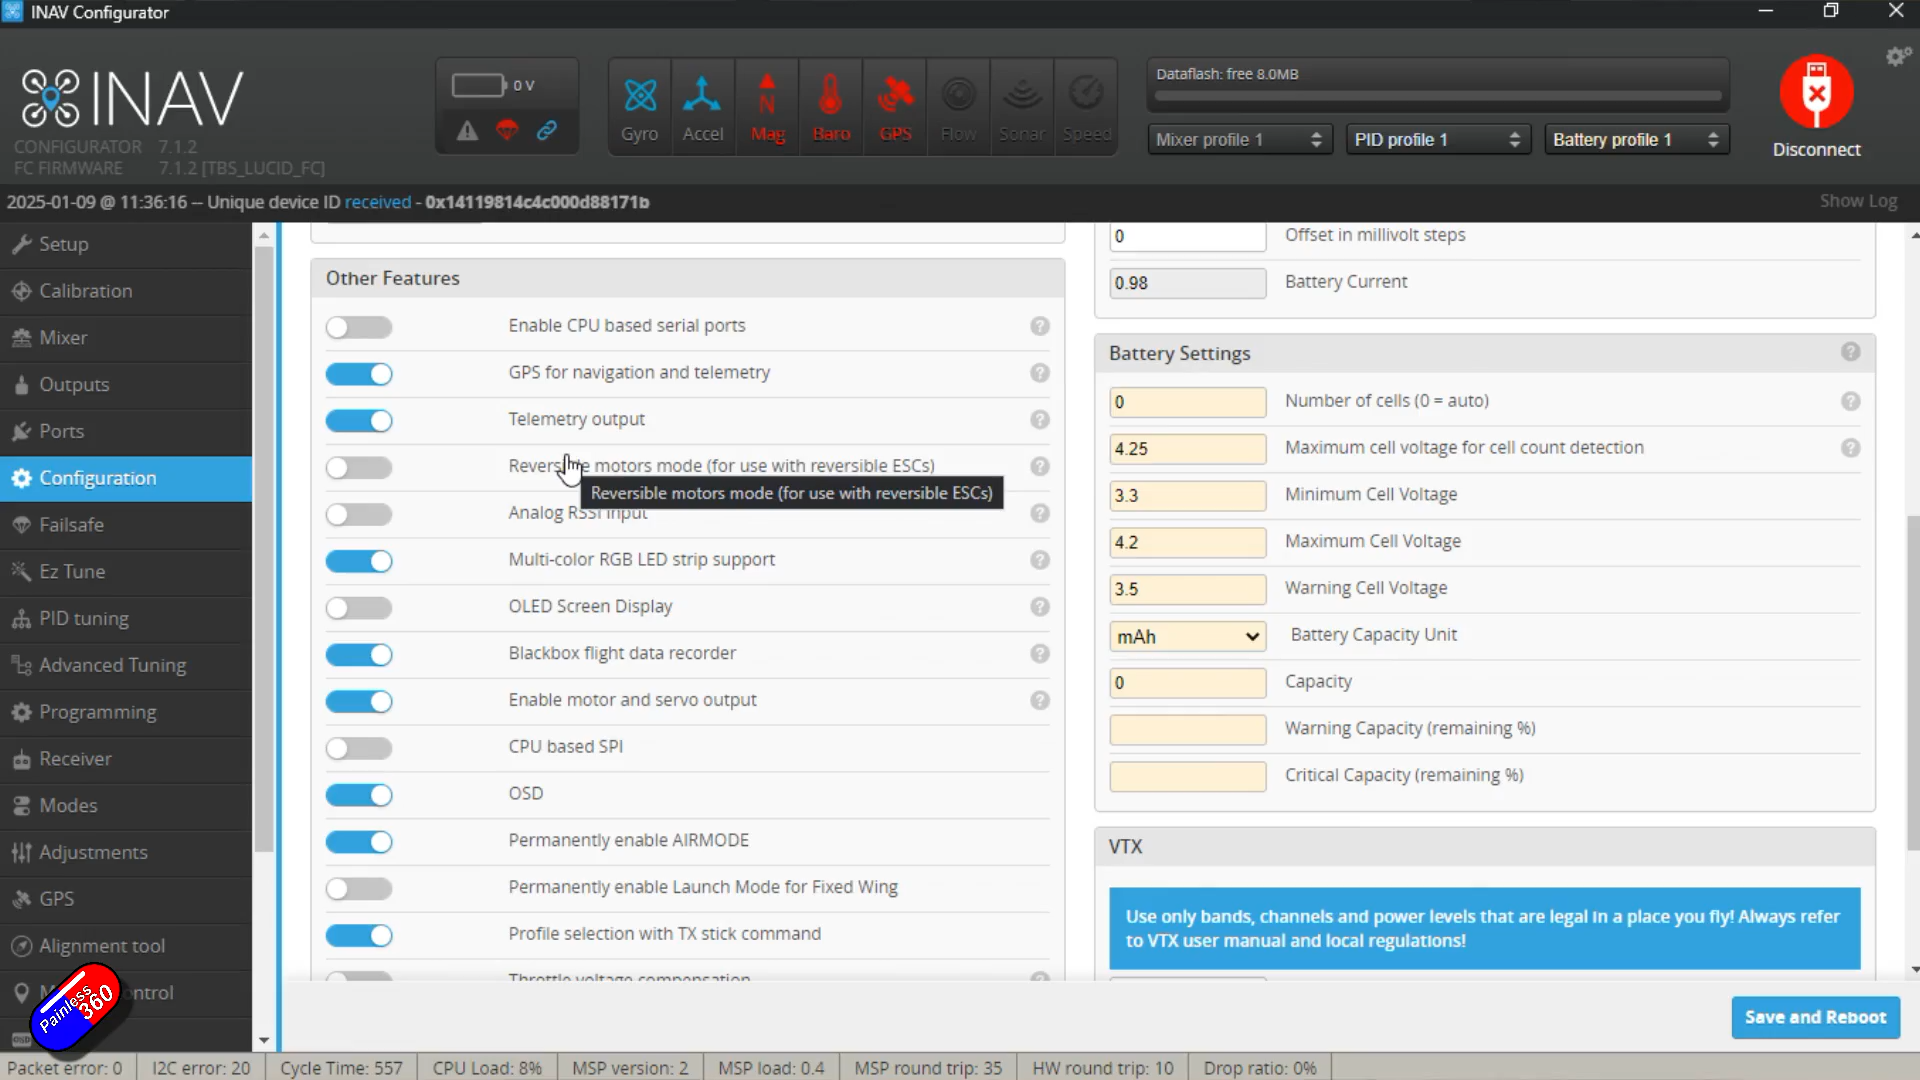 INAV Configurator
INAV
CONFIGURATOR 7.1.2
FC FIRMWARE 7.1.2 [TBS_LUCID_FC]
0 V
Gyro
Accel
Mag
Baro
GPS
Flow
Sonar
Speed
Dataflash: free 8.0MB
Mixer profile 1
PID profile 1
Battery profile 1
Disconnect
2025-01-09 @ 11:36:16 -- Unique device ID received - 0x14119814c4c000d88171b
Show Log
Setup
Calibration
Mixer
Outputs
Ports
Configuration
Failsafe
Ez Tune
PID tuning
Advanced Tuning
Programming
Receiver
Modes
Adjustments
GPS
Alignment tool
Painless
360
Other Features
Enable CPU based serial ports ?
GPS for navigation and telemetry ?
Telemetry output ?
Reversible motors mode (for use with reversible ESCs) ?
Reversible motors mode (for use with reversible ESCs)
Analog RSSI input ?
Multi-color RGB LED strip support ?
OLED Screen Display ?
Blackbox flight data recorder ?
Enable motor and servo output ?
CPU based SPI
OSD
Permanently enable AIRMODE
Permanently enable Launch Mode for Fixed Wing
Profile selection with TX stick command
Throttle voltage compensation
0 Offset in millivolt steps
0.98 Battery Current
Battery Settings ?
0 Number of cells (0 = auto) ?
4.25 Maximum cell voltage for cell count detection ?
3.3 Minimum Cell Voltage
4.2 Maximum Cell Voltage
3.5 Warning Cell Voltage
mAh Battery Capacity Unit
0 Capacity
Warning Capacity (remaining %)
Critical Capacity (remaining %)
VTX
Use only bands, channels and power levels that are legal in a place you fly! Always refer
to VTX user manual and local regulations!
Save and Reboot
Packet error: 0
I2C error: 20
Cycle Time: 557
CPU Load: 8%
MSP version: 2
MSP load: 0.4
MSP round trip: 35
HW round trip: 10
Drop ratio: 0%